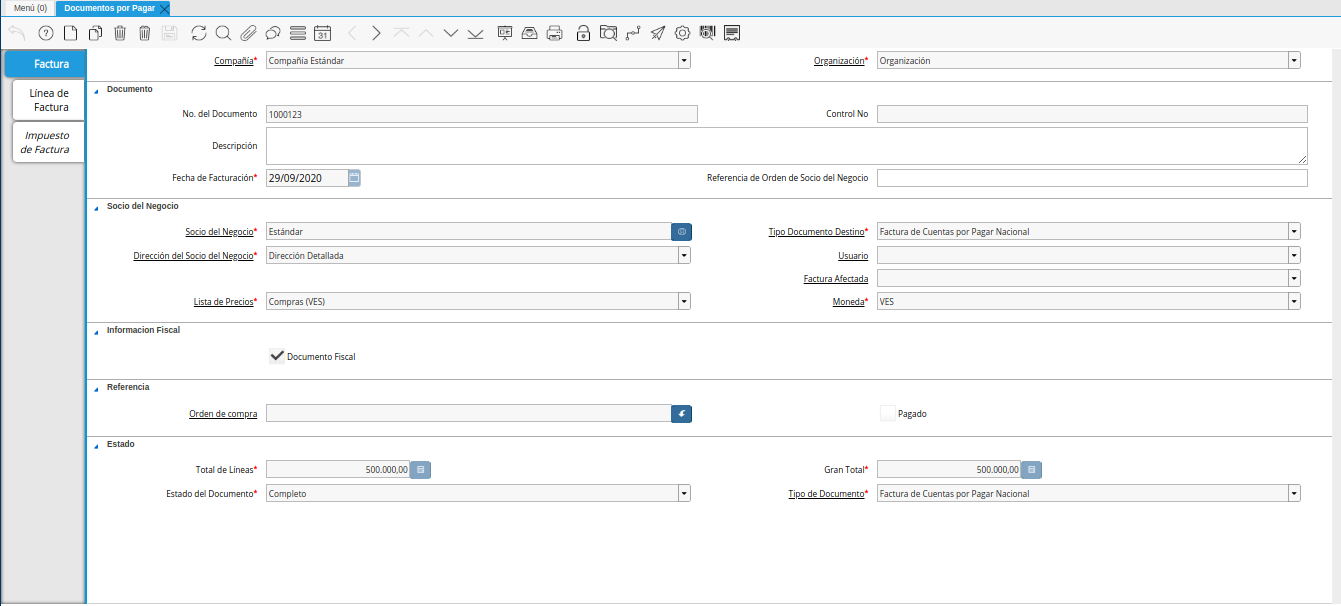 Menú (0)
Documentos por Pagar
31
Factura
Línea de
Factura
Impuesto
de Factura
Compañía* Compañía Estándar
Organización* Organización
Documento
No. del Documento 1000123
Control No
Descripción
Fecha de Facturación* 29/09/2020
Referencia de Orden de Socio del Negocio
Socio del Negocio
Socio del Negocio* Estándar
Tipo Documento Destino* Factura de Cuentas por Pagar Nacional
Dirección del Socio del Negocio* Dirección Detallada
Usuario
Factura Afectada
Lista de Precios* Compras (VES)
Moneda* VES
Informacion Fiscal
Documento Fiscal
Referencia
Orden de compra
Pagado
Estado
Total de Líneas* 500.000,00
Gran Total* 500.000,00
Estado del Documento* Completo
Tipo de Documento* Factura de Cuentas por Pagar Nacional